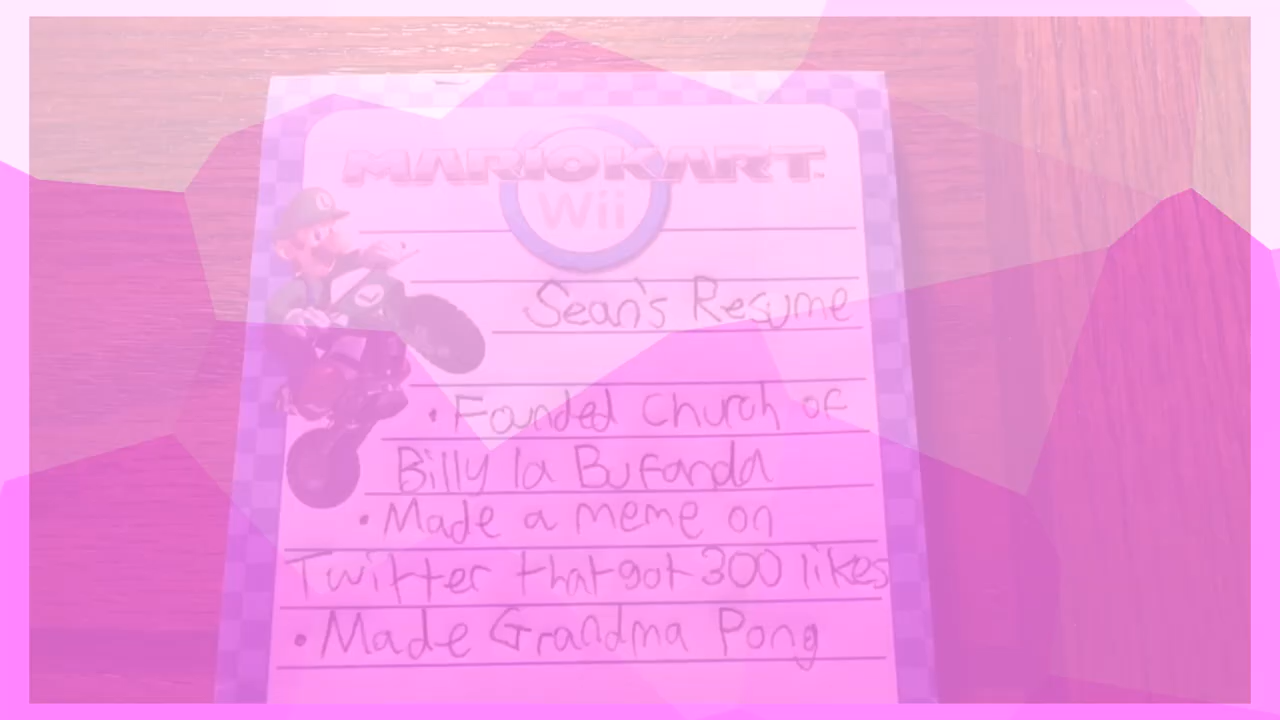 MARIOKART
Wii
Sean's Resume
• Founded Church of
Billy la Bufanda
• Made a meme on
Twitter that got 300 likes
• Made Grandma Pong